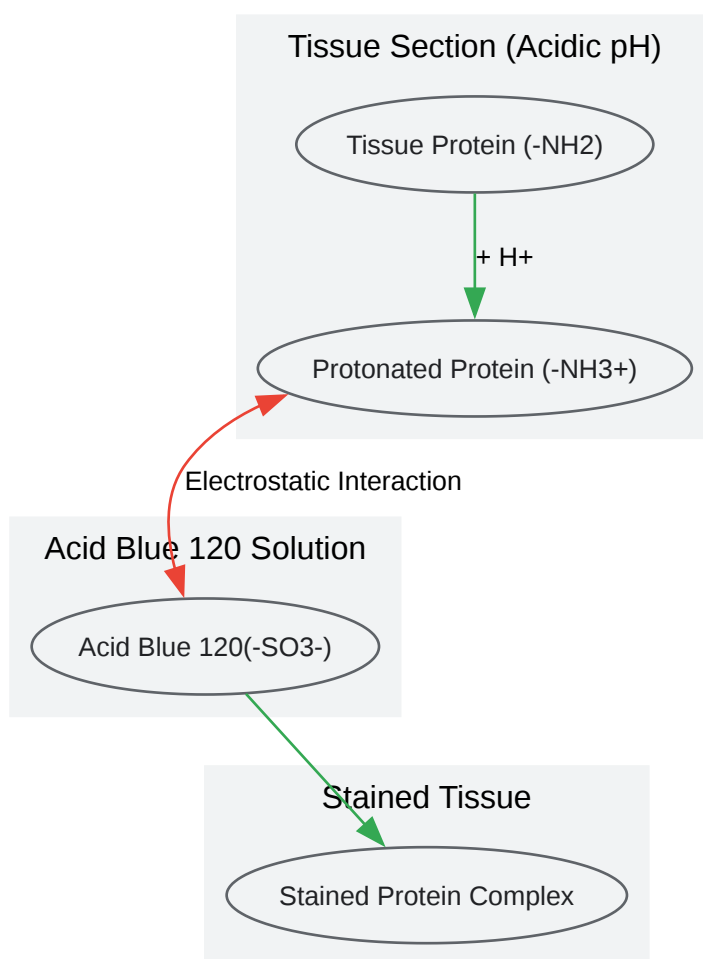 Tissue Section (Acidic pH)
Tissue Protein (-NH2)
+ H+
Protonated Protein (-NH3+)
Electrostatic Interaction
Acid Blue 120 Solution
Acid Blue 120(-SO3-)
Stained Tissue
Stained Protein Complex